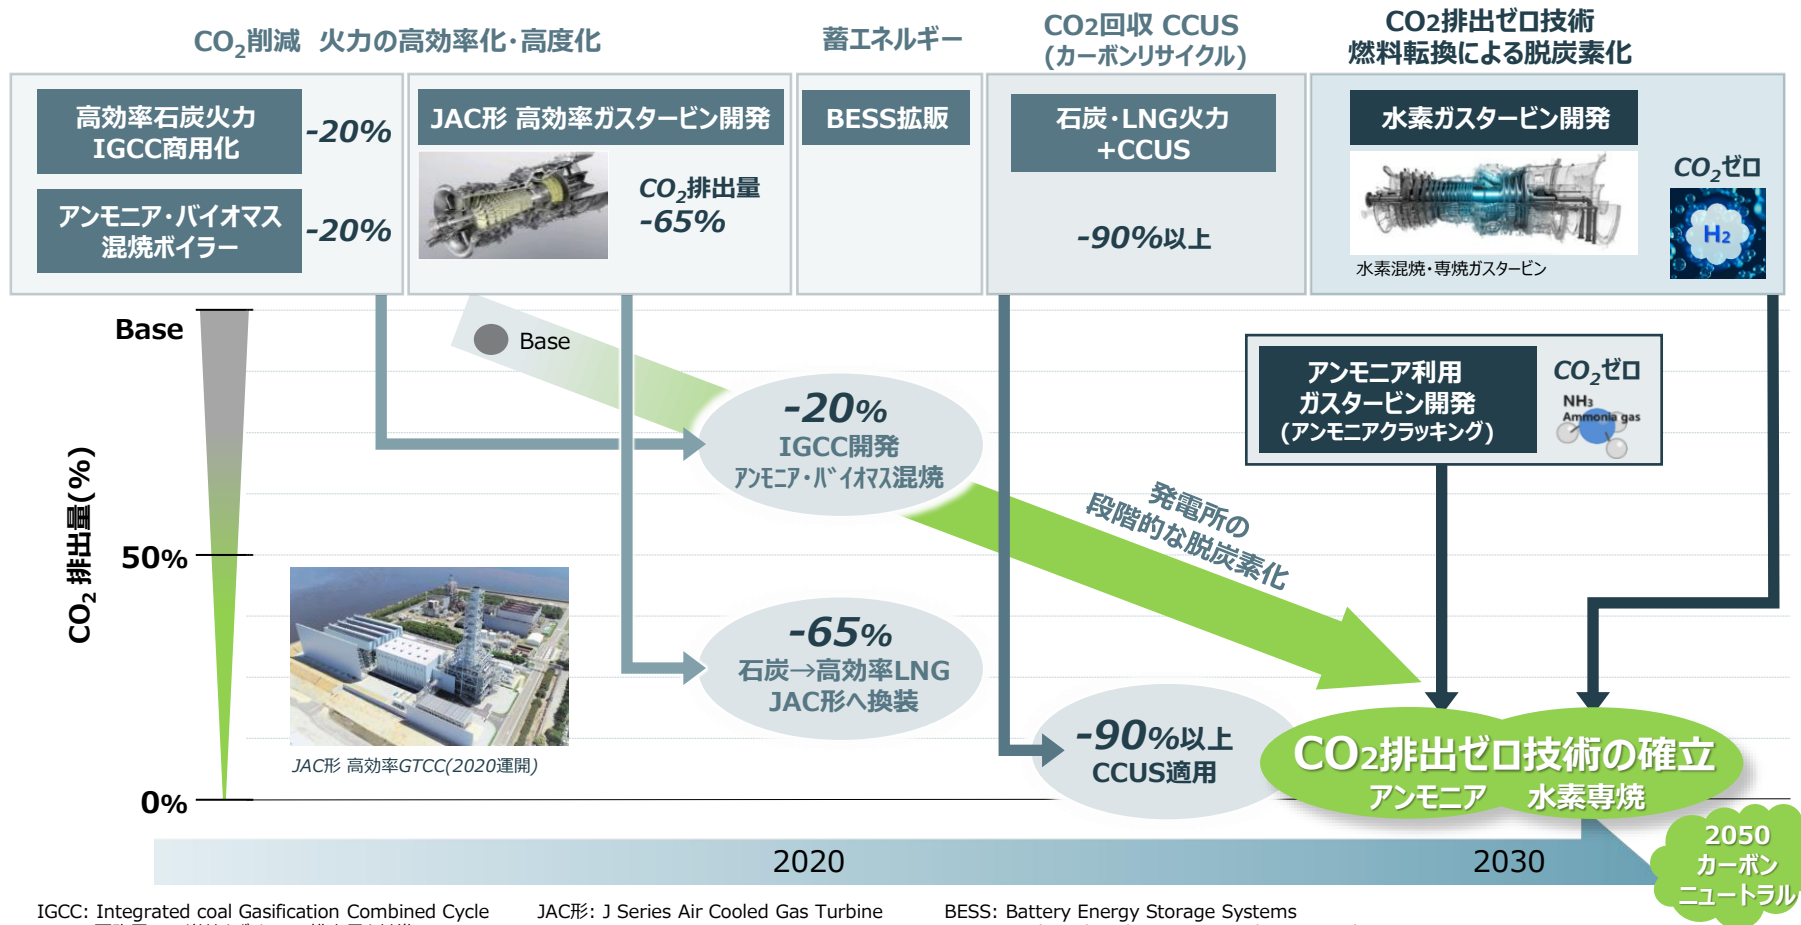 CO2削減 火力の高効率化・高度化
蓄エネルギー
CO2回収 CCUS
(カーボンリサイクル)
CO2排出ゼロ技術
燃料転換による脱炭素化
高効率石炭火力
IGCC商用化
-20%
アンモニア・バイオマス
混焼ボイラー
-20%
JAC形 高効率ガスタービン開発
CO2排出量
-65%
BESS拡販
石炭・LNG火力
+CCUS
-90%以上
水素ガスタービン開発
CO2ゼロ
H2
水素混焼・専焼ガスタービン
Base
Base
アンモニア利用
ガスタービン開発
(アンモニアクラッキング)
CO2ゼロ
NH3
Ammonia gas
-20%
IGCC開発
アンモニア・バイオマス混焼
発電所の
段階的な脱炭素化
CO2 排出量(%)
50%
-65%
石炭→高効率LNG
JAC形へ換装
JAC形 高効率GTCC(2020運開)
-90%以上
CCUS適用
CO2排出ゼロ技術の確立
アンモニア 水素専焼
0%
2020
2030
2050
カーボン
ニュートラル
IGCC: Integrated coal Gasification Combined Cycle
JAC形: J Series Air Cooled Gas Turbine
BESS: Battery Energy Storage Systems